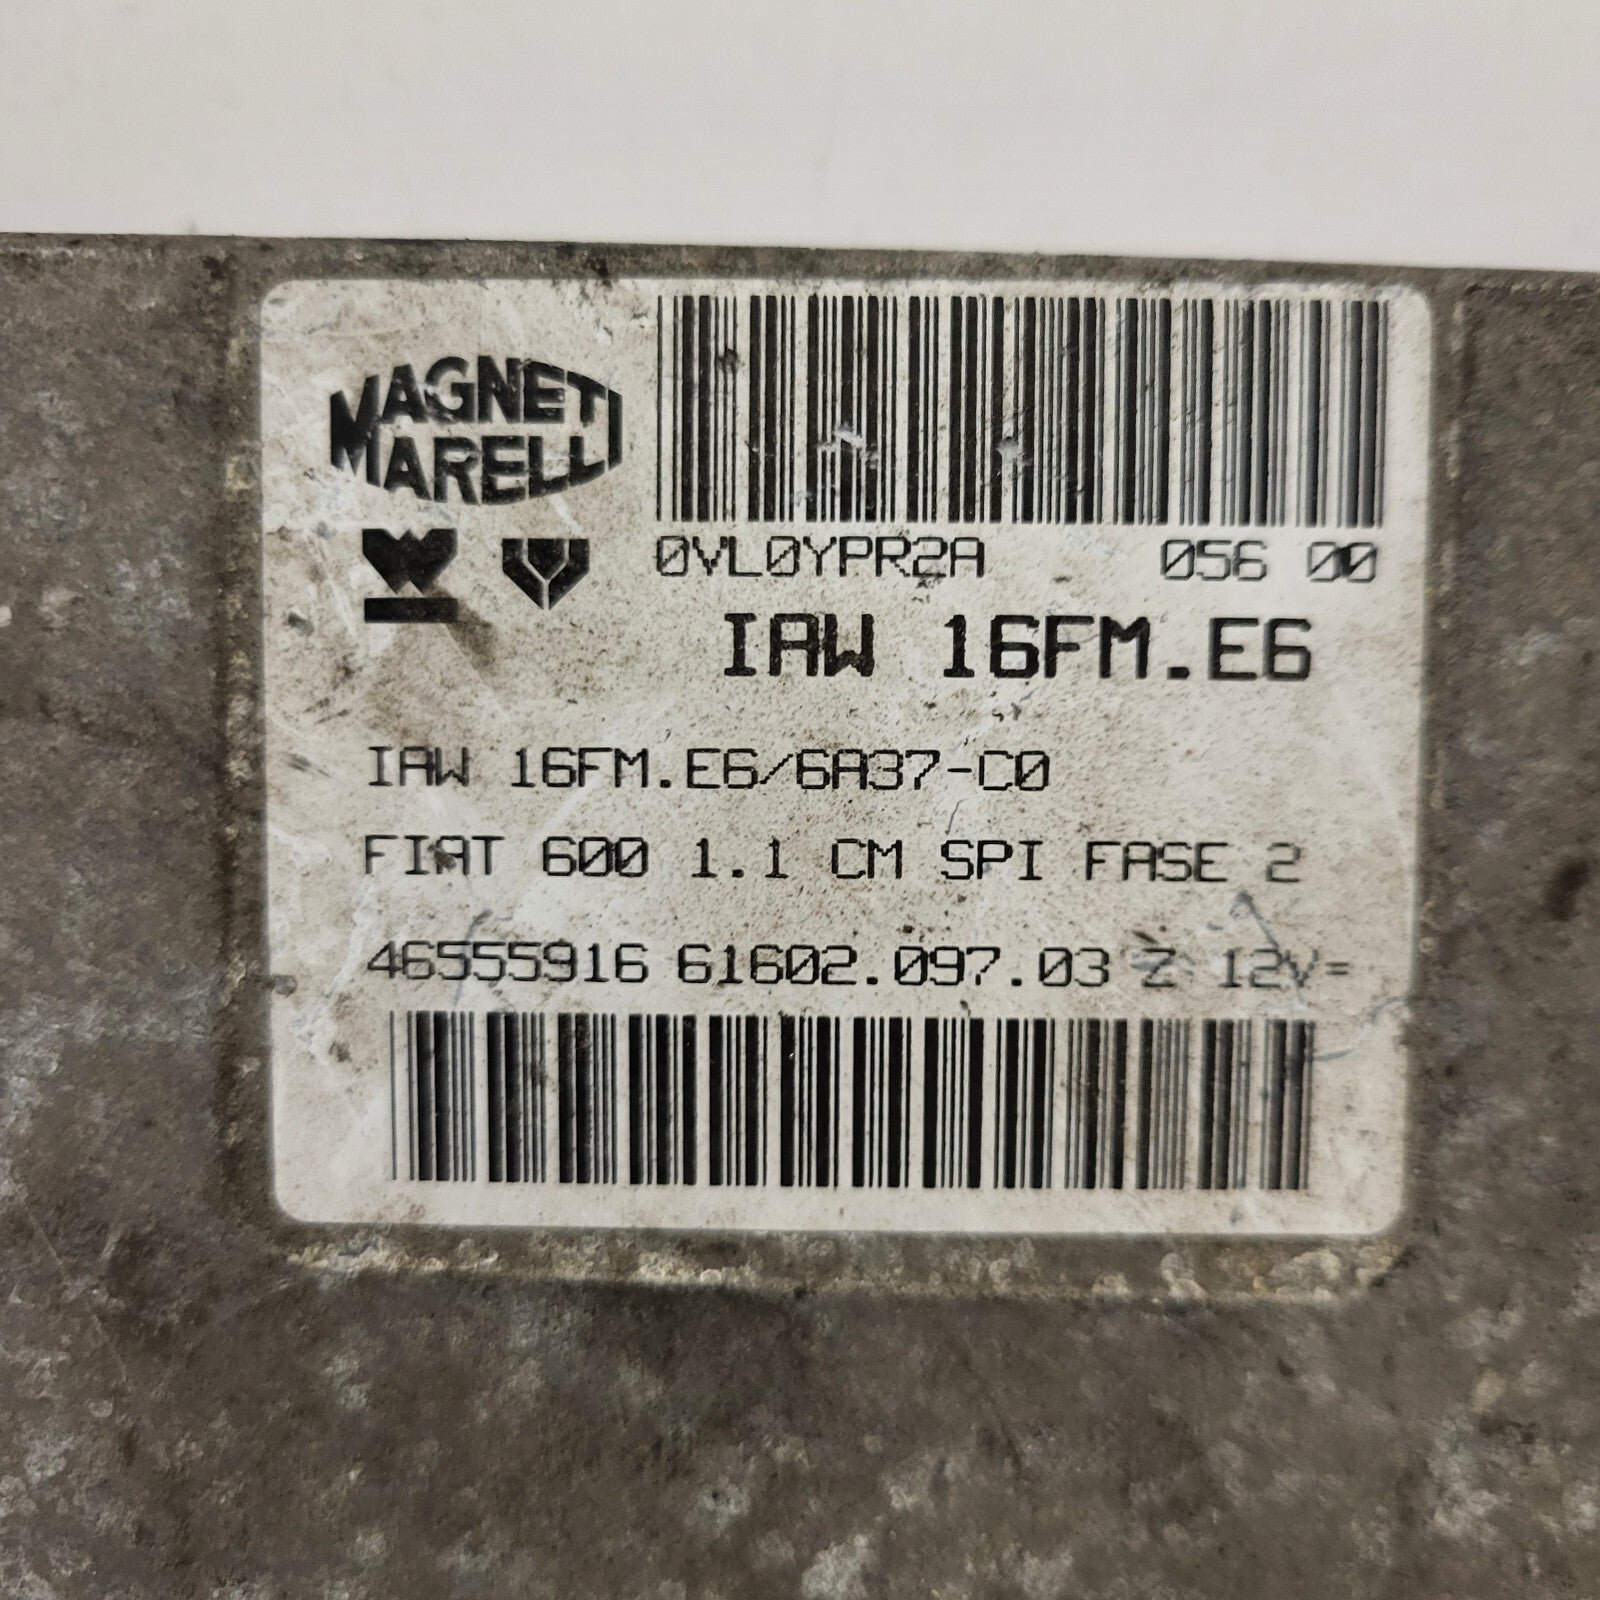 MAGNETI
MARELLI
0VL0YPR2A 056 00
IAW 16FM.E6
IAW 16FM.E6/6A37-C0
FIAT 600 1.1 CM SPI FASE 2
46555916 61602.097.03 Z 12V=